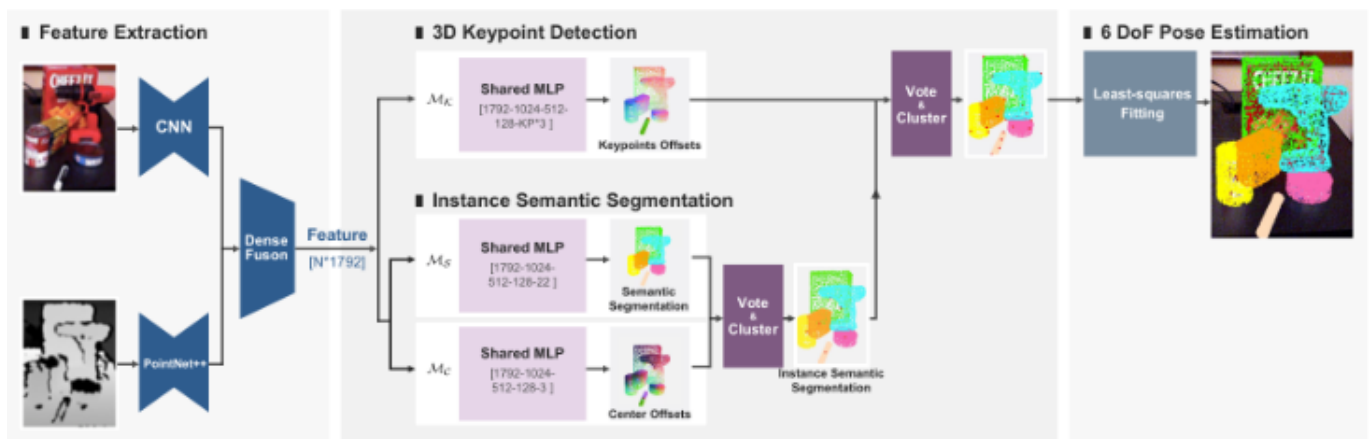 Feature Extraction
CHEEZ IT
CNN
PointNet++
Dense
Fuson
Feature
[N*1792]
3D Keypoint Detection
M_K
Shared MLP
[1792-1024-512-
128-KP*3 ]
Keypoints Offsets
Instance Semantic Segmentation
M_S
Shared MLP
[1792-1024-
512-128-22 ]
Semantic
Segmentation
M_C
Shared MLP
[1792-1024-
512-128-3 ]
Center Offsets
Vote
&
Cluster
Instance Semantic
Segmentation
Vote
&
Cluster
6 DoF Pose Estimation
Least-squares
Fitting